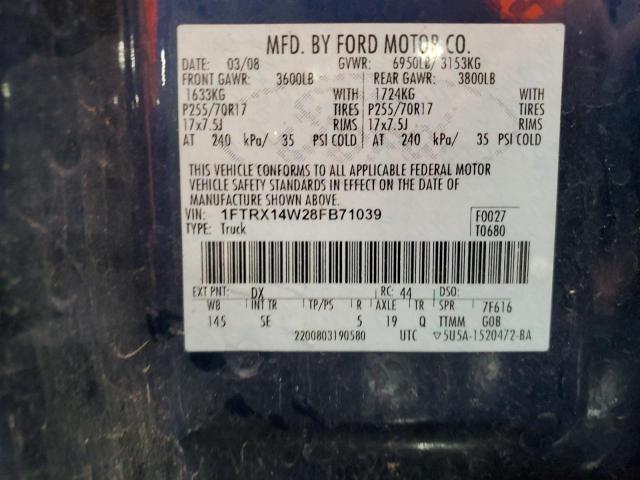 MFD. BY FORD MOTOR CO.
DATE: 03/08 GVWR: 6950LB/ 3153KG
FRONT GAWR: 3600LB REAR GAWR: 3800LB
1633KG WITH 1724KG WITH
P255/70R17 TIRES P255/70R17 TIRES
17x7.5J RIMS 17x7.5J RIMS
AT 240 kPa/ 35 PSI COLD AT 240 kPa/ 35 PSI COLD
THIS VEHICLE CONFORMS TO ALL APPLICABLE FEDERAL MOTOR
VEHICLE SAFETY STANDARDS IN EFFECT ON THE DATE OF
MANUFACTURE SHOWN ABOVE.
VIN: 1FTRX14W28FB71039 F0027
TYPE: Truck T0680
EXT PNT: DX RC: 44 DSO:
WB INT TR TP/PS R AXLE TR SPR 7F616
145 SE 5 19 Q TTMM G0B
2200803190580 UTC ▽5U5A-1520472-BA